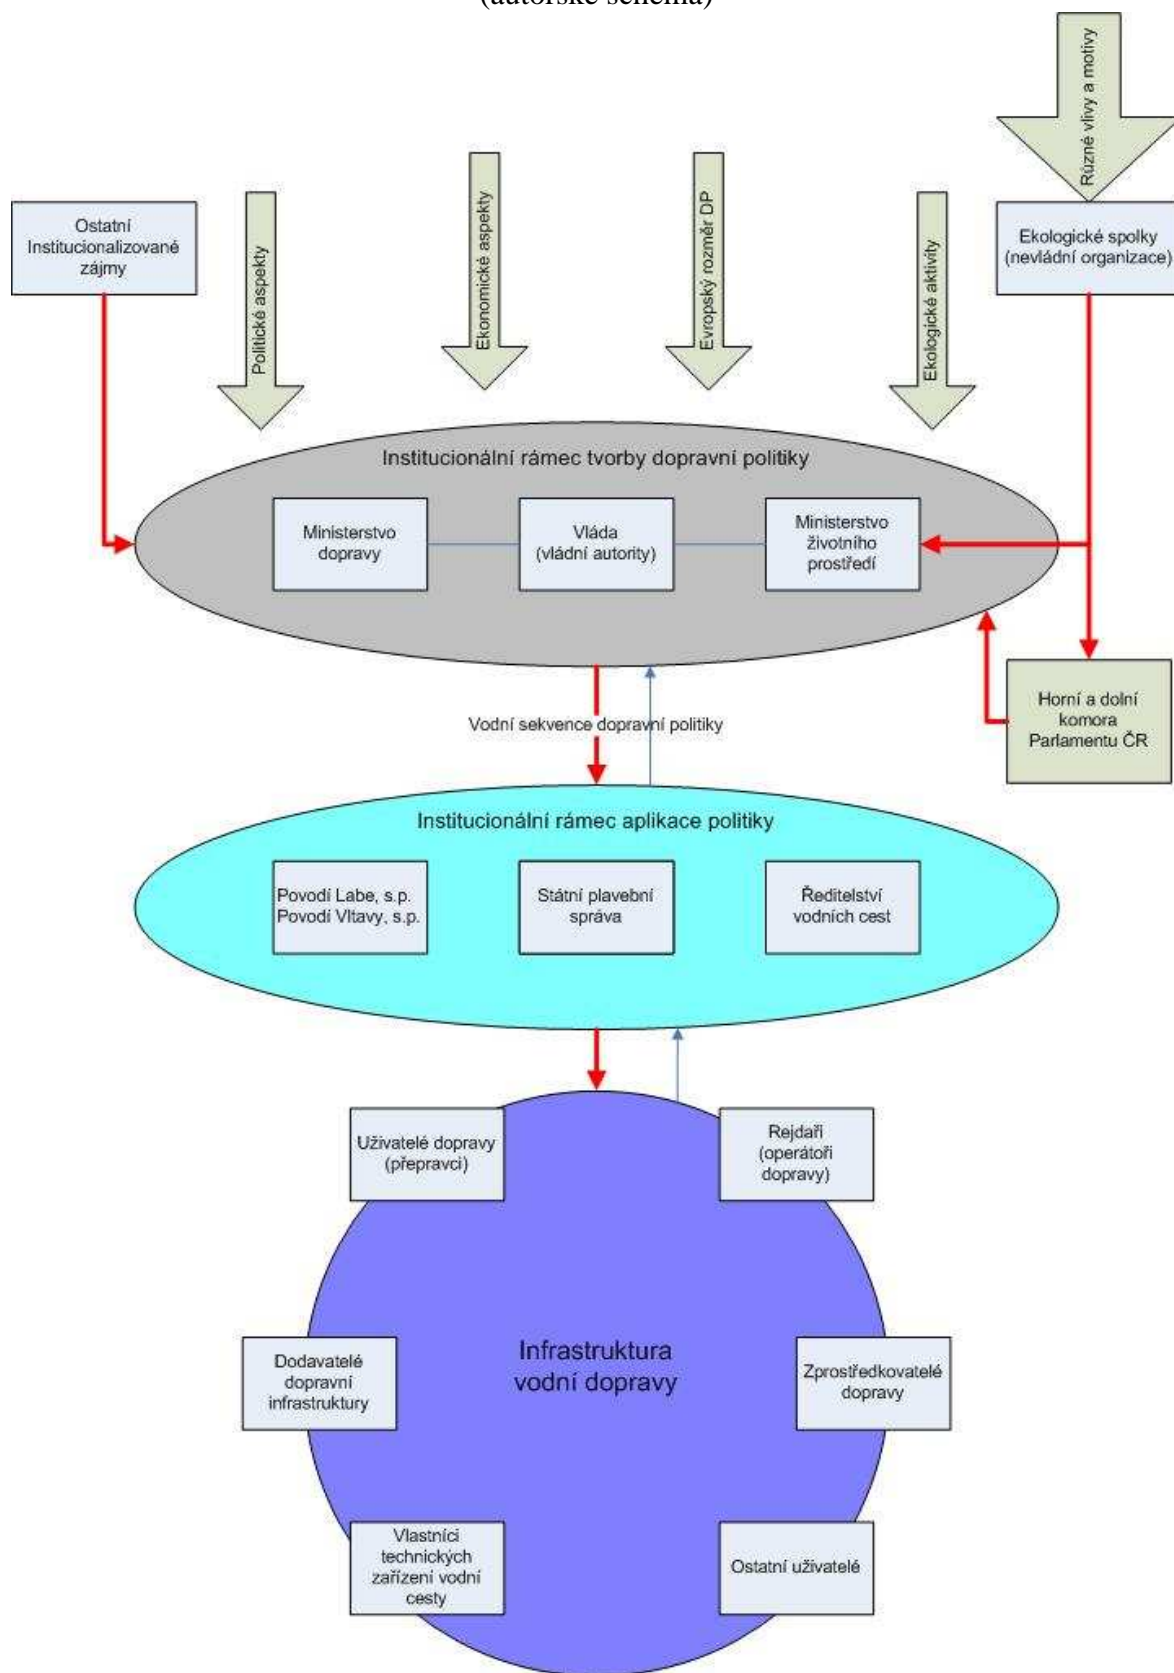 (autorské schéma)
Různé vlivy a motivy
Ostatní
Institucionalizované
zájmy
Politické aspekty
Ekonomické aspekty
Evropský rozměr DP
Ekologické aktivity
Ekologické spolky
(nevládní organizace)
Institucionální rámec tvorby dopravní politiky
Ministerstvo
dopravy
Vláda
(vládní autority)
Ministerstvo
životního
prostředí
Horní a dolní
komora
Parlamentu ČR
Vodní sekvence dopravní politiky
Institucionální rámec aplikace politiky
Povodí Labe, s.p.
Povodí Vltavy, s.p.
Státní plavební
správa
Ředitelství
vodních cest
Uživatelé dopravy
(přepravci)
Rejdaři
(operátoři
dopravy)
Infrastruktura
vodní dopravy
Dodavatelé
dopravní
infrastruktury
Zprostředkovatelé
dopravy
Vlastníci
technických
zařízení vodní
cesty
Ostatní uživatelé